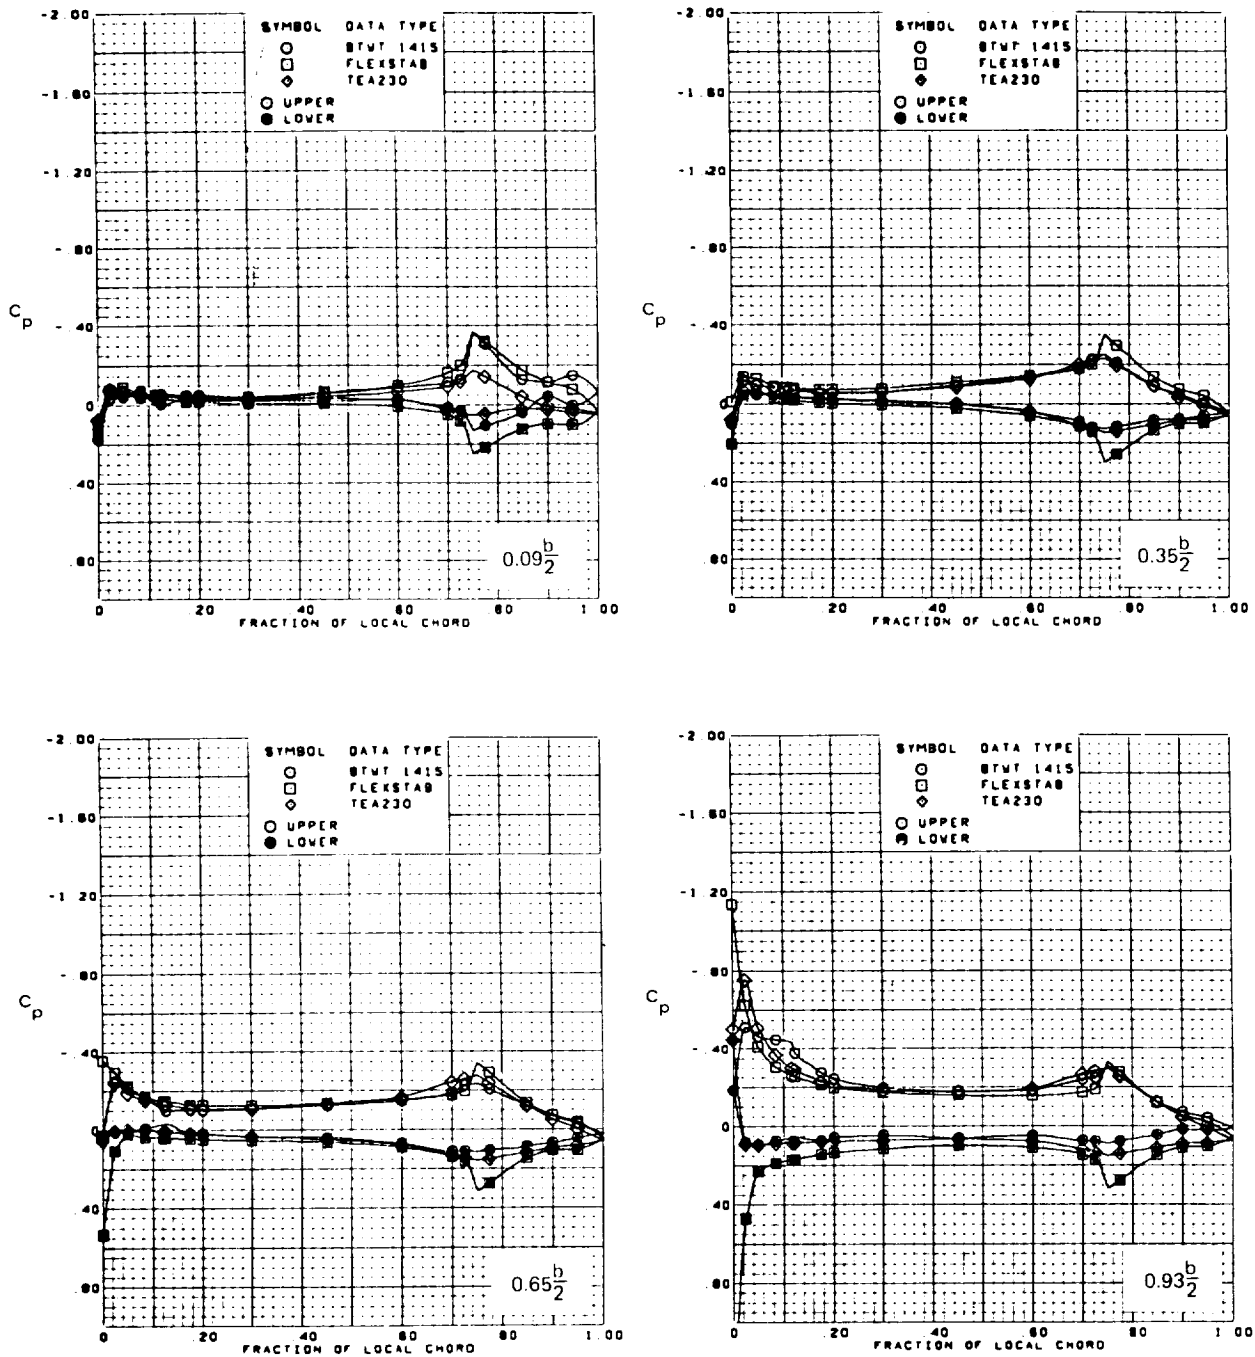 SYMBOL DATA TYPE
BTWT 1415
FLEXSTAB
TEA230
UPPER
LOWER
-2.00
-1.60
-1.20
-.80
-.40
0
.40
.80
Cp
0 .20 .40 .60 .80 1.00
FRACTION OF LOCAL CHORD
0.09 b/2
SYMBOL DATA TYPE
BTWT 1415
FLEXSTAB
TEA230
UPPER
LOWER
-2.00
-1.60
-1.20
-.80
-.40
0
.40
.80
Cp
0 .20 .40 .60 .80 1.00
FRACTION OF LOCAL CHORD
0.35 b/2
SYMBOL DATA TYPE
BTWT 1415
FLEXSTAB
TEA230
UPPER
LOWER
-2.00
-1.60
-1.20
-.80
-.40
0
.40
.80
Cp
0 .20 .40 .60 .80 1.00
FRACTION OF LOCAL CHORD
0.65 b/2
SYMBOL DATA TYPE
BTWT 1415
FLEXSTAB
TEA230
UPPER
LOWER
-2.00
-1.60
-1.20
-.80
-.40
0
.40
.80
Cp
0 .20 .40 .60 .80 1.00
FRACTION OF LOCAL CHORD
0.93 b/2